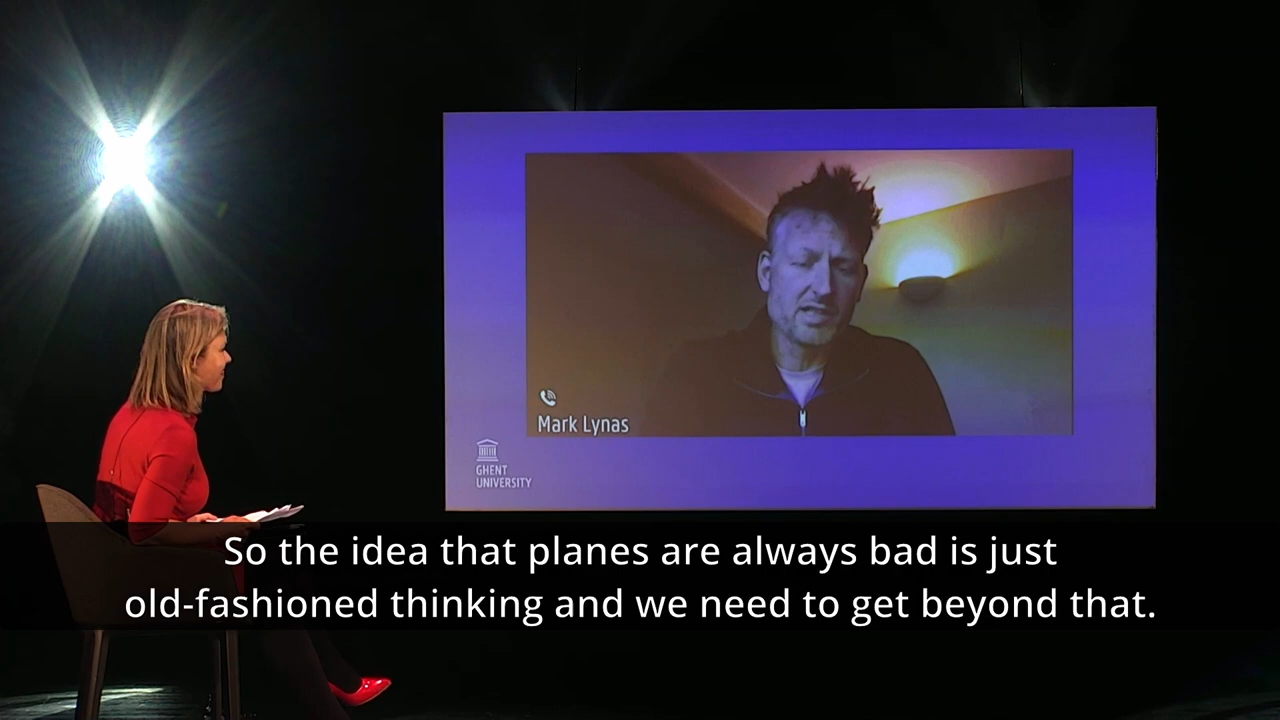 Mark Lynas
GHENT
UNIVERSITY
So the idea that planes are always bad is just
old-fashioned thinking and we need to get beyond that.